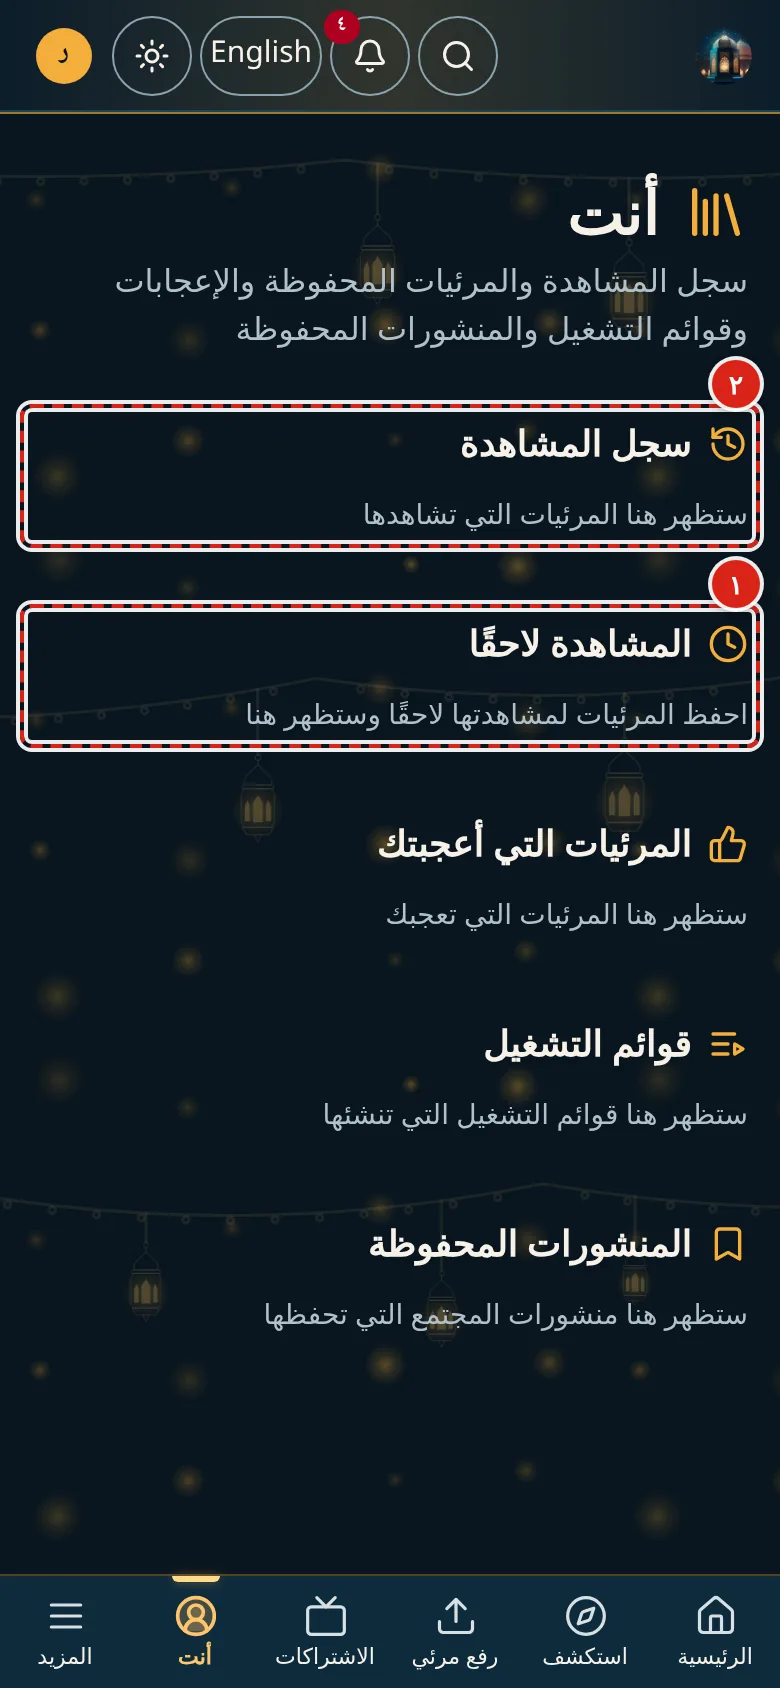 ر
English
٤
أنت
سجل المشاهدة والمرئيات المحفوظة والإعجابات
وقوائم التشغيل والمنشورات المحفوظة
٢
سجل المشاهدة
ستظهر هنا المرئيات التي تشاهدها
١
المشاهدة لاحقًا
احفظ المرئيات لمشاهدتها لاحقًا وستظهر هنا
المرئيات التي أعجبتك
ستظهر هنا المرئيات التي تعجبك
قوائم التشغيل
ستظهر هنا قوائم التشغيل التي تنشئها
المنشورات المحفوظة
ستظهر هنا منشورات المجتمع التي تحفظها
الرئيسية
استكشف
رفع مرئي
الاشتراكات
أنت
المزيد